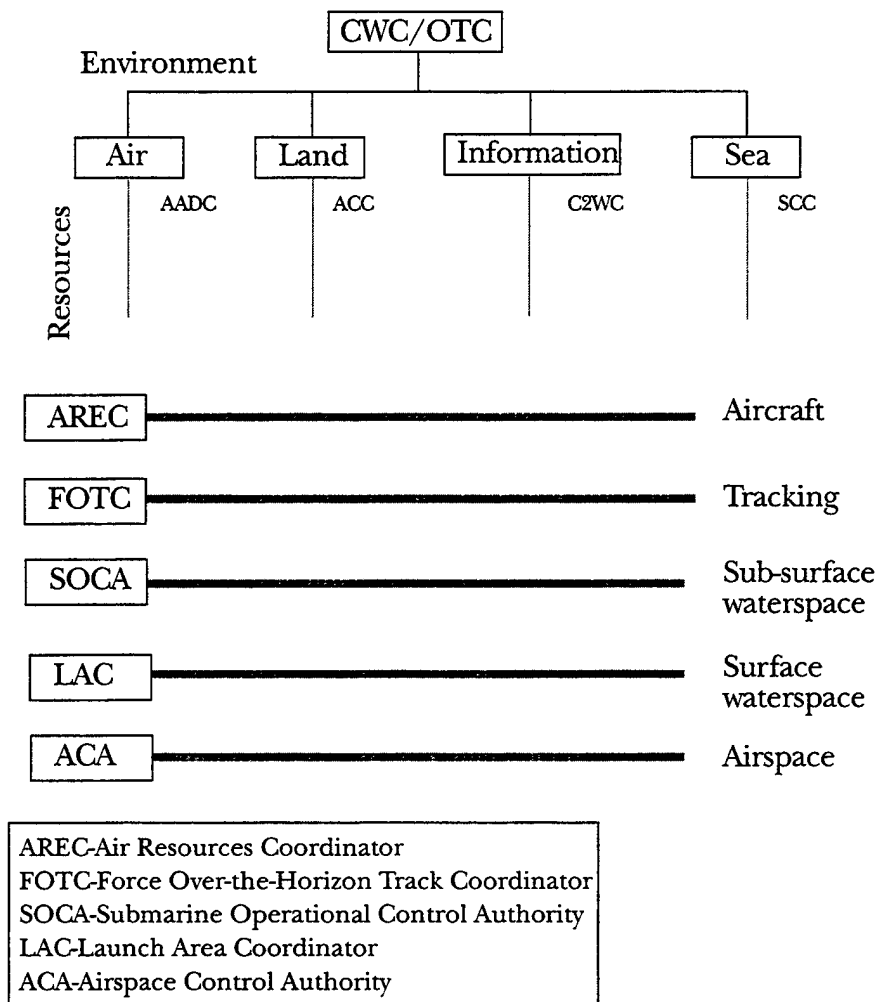 CWC/OTC
Environment
Air
Land
Information
Sea
AADC
ACC
C2WC
SCC
Resources
AREC
Aircraft
FOTC
Tracking
SOCA
Sub-surface
waterspace
LAC
Surface
waterspace
ACA
Airspace
AREC-Air Resources Coordinator
FOTC-Force Over-the-Horizon Track Coordinator
SOCA-Submarine Operational Control Authority
LAC-Launch Area Coordinator
ACA-Airspace Control Authority